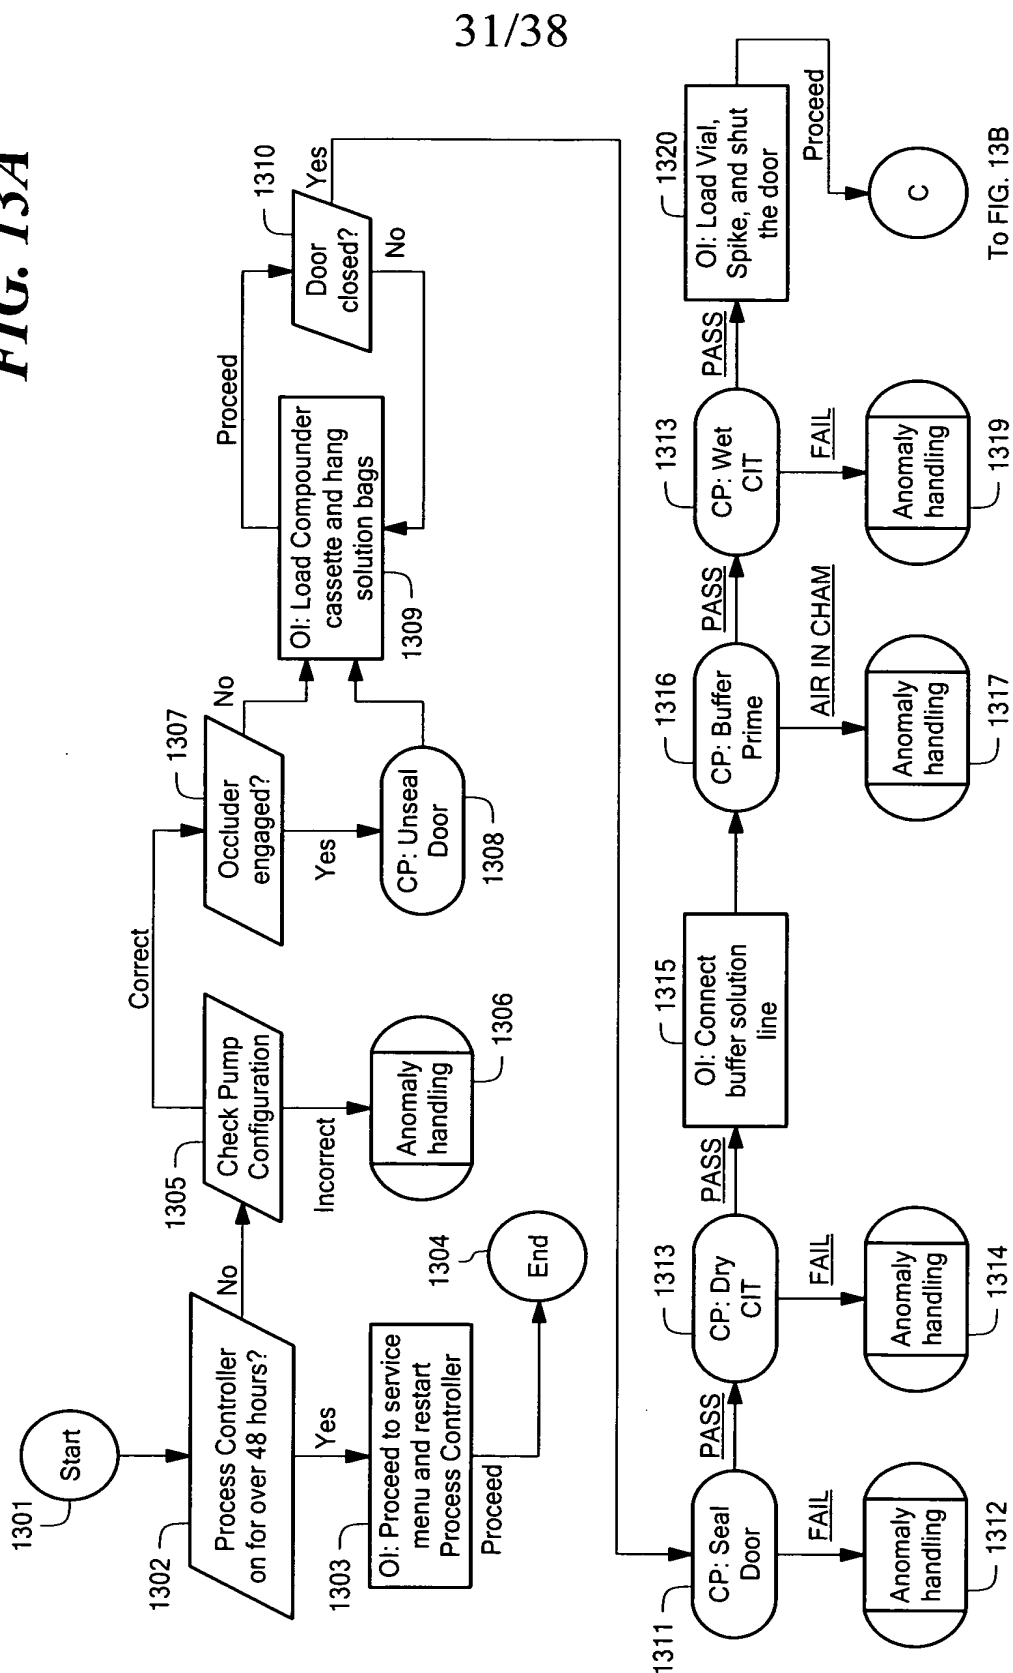 31/38
FIG. 13A
1301
Start
1302
Process Controller
on for over 48 hours?
No
Yes
1303
OI: Proceed to service
menu and restart
Process Controller
Proceed
1304
End
1305
Check Pump
Configuration
Correct
Incorrect
Anomaly
handling
1306
1307
Occluder
engaged?
No
Yes
CP: Unseal
Door
1308
OI: Load Compounder
cassette and hang
solution bags
1309
Proceed
1310
Door
closed?
Yes
No
1311
CP: Seal
Door
PASS
FAIL
Anomaly
handling
1312
1313
CP: Dry
CIT
PASS
FAIL
Anomaly
handling
1314
1315
OI: Connect
buffer solution
line
1316
CP: Buffer
Prime
PASS
AIR IN CHAM
Anomaly
handling
1317
1313
CP: Wet
CIT
PASS
FAIL
Anomaly
handling
1319
1320
OI: Load Vial,
Spike, and shut
the door
Proceed
C
To FIG. 13B